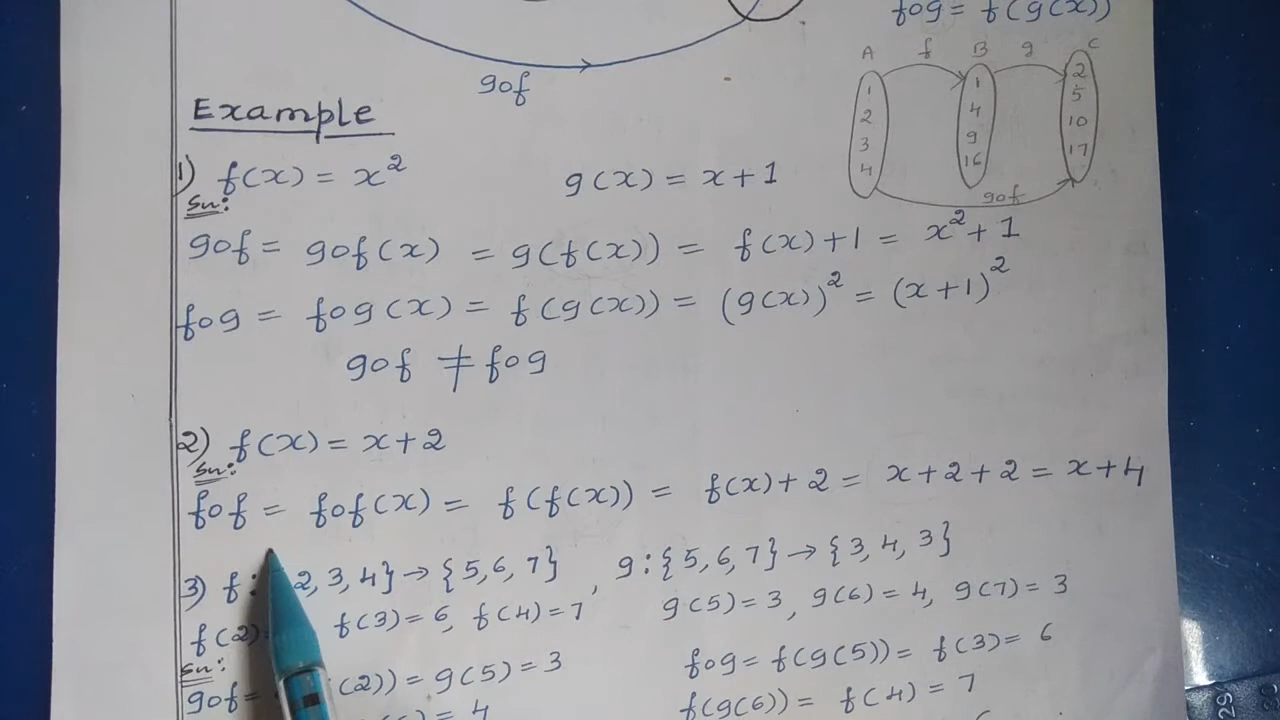 fog = f(g(x))
gof
A f B g C
1 1 2
2 4 5
3 9 10
4 16 17
gof
Example
1) f(x) = x² g(x) = x+1
Sn:
gof = gof(x) = g(f(x)) = f(x)+1 = x²+1
fog = fog(x) = f(g(x)) = (g(x))² = (x+1)²
gof ≠ fog
2) f(x) = x+2
Sn:
fof = fof(x) = f(f(x)) = f(x)+2 = x+2+2 = x+4
3) f: 2,3,4} → {5,6,7} , g:{5,6,7} → {3,4,3}
f(2) f(3)=6, f(4)=7 g(5)=3, g(6)=4, g(7)=3
Sn:
gof= (2)) = g(5) = 3 fog = f(g(5)) = f(3) = 6
= 4 f(g(6)) = f(4) = 7
29